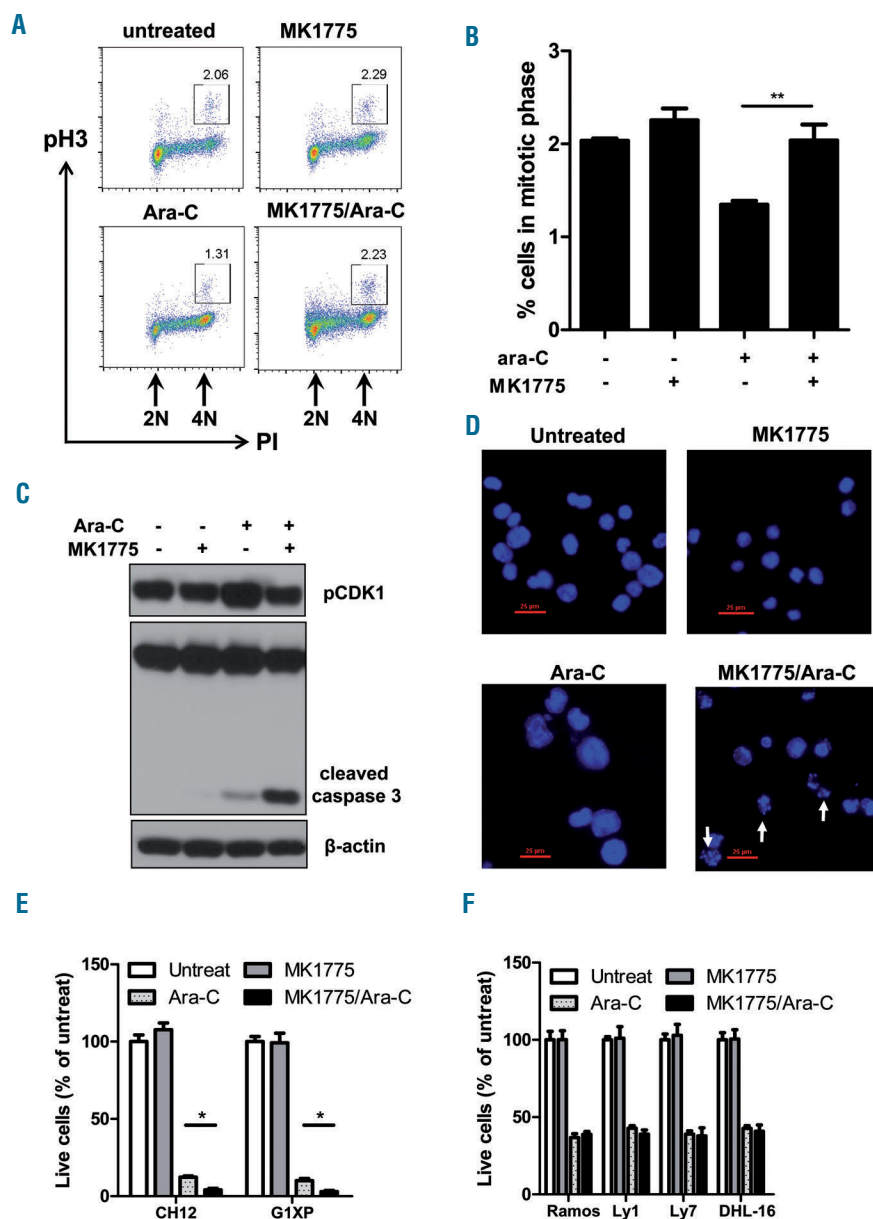 A
untreated
MK1775
2.06
2.29
pH3
Ara-C
MK1775/Ara-C
1.31
2.23
2N
4N
2N
4N
PI
B
% cells in mitotic phase
3
2
1
0
**
ara-C
-
-
+
+
MK1775
-
+
-
+
C
Ara-C
-
-
+
+
MK1775
-
+
-
+
pCDK1
cleaved
caspase 3
β-actin
D
Untreated
MK1775
25 μm
25 μm
Ara-C
MK1775/Ara-C
25 μm
25 μm
E
Live cells (% of untreat)
150
100
50
0
Untreat
MK1775
Ara-C
MK1775/Ara-C
*
*
CH12
G1XP
F
Live cells (% of untreat)
150
100
50
0
Untreat
MK1775
Ara-C
MK1775/Ara-C
Ramos
Ly1
Ly7
DHL-16